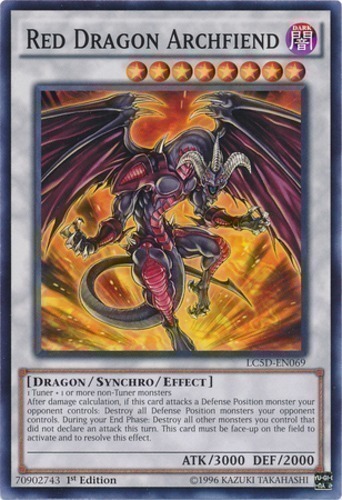 RED DRAGON ARCHFIEND
DARK
闇
LC5D-EN069
[DRAGON/SYNCHRO/EFFECT]
1 Tuner + 1 or more non-Tuner monsters
After damage calculation, if this card attacks a Defense Position monster your
opponent controls: Destroy all Defense Position monsters your opponent
controls. During your End Phase: Destroy all other monsters you control that
did not declare an attack this turn. This card must be face-up on the field to
activate and to resolve this effect.
ATK/3000 DEF/2000
70902743 1st Edition ©1996 KAZUKI TAKAHASHI